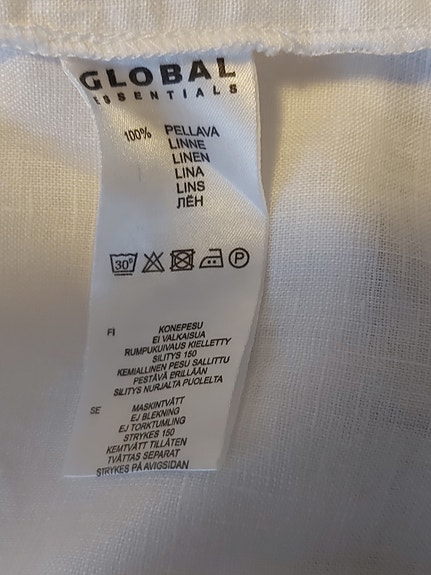 GLOBAL
ESSENTIALS
100% PELLAVA
LINNE
LINEN
LINA
LINS
ЛЁН
30° P
FI KONEPESU
EI VALKAISUA
RUMPUKUIVAUS KIELLETTY
SILITYS 150
KEMIALLINEN PESU SALLITTU
PESTÄVÄ ERILLÄÄN
SILITYS NURJALTA PUOLELTA
SE MASKINTVÄTT
EJ BLEKNING
EJ TORKTUMLING
STRYKES 150
KEMTVÄTT TILLÅTEN
TVÄTTAS SEPARAT
STRYKES PÅ AVIGSIDAN